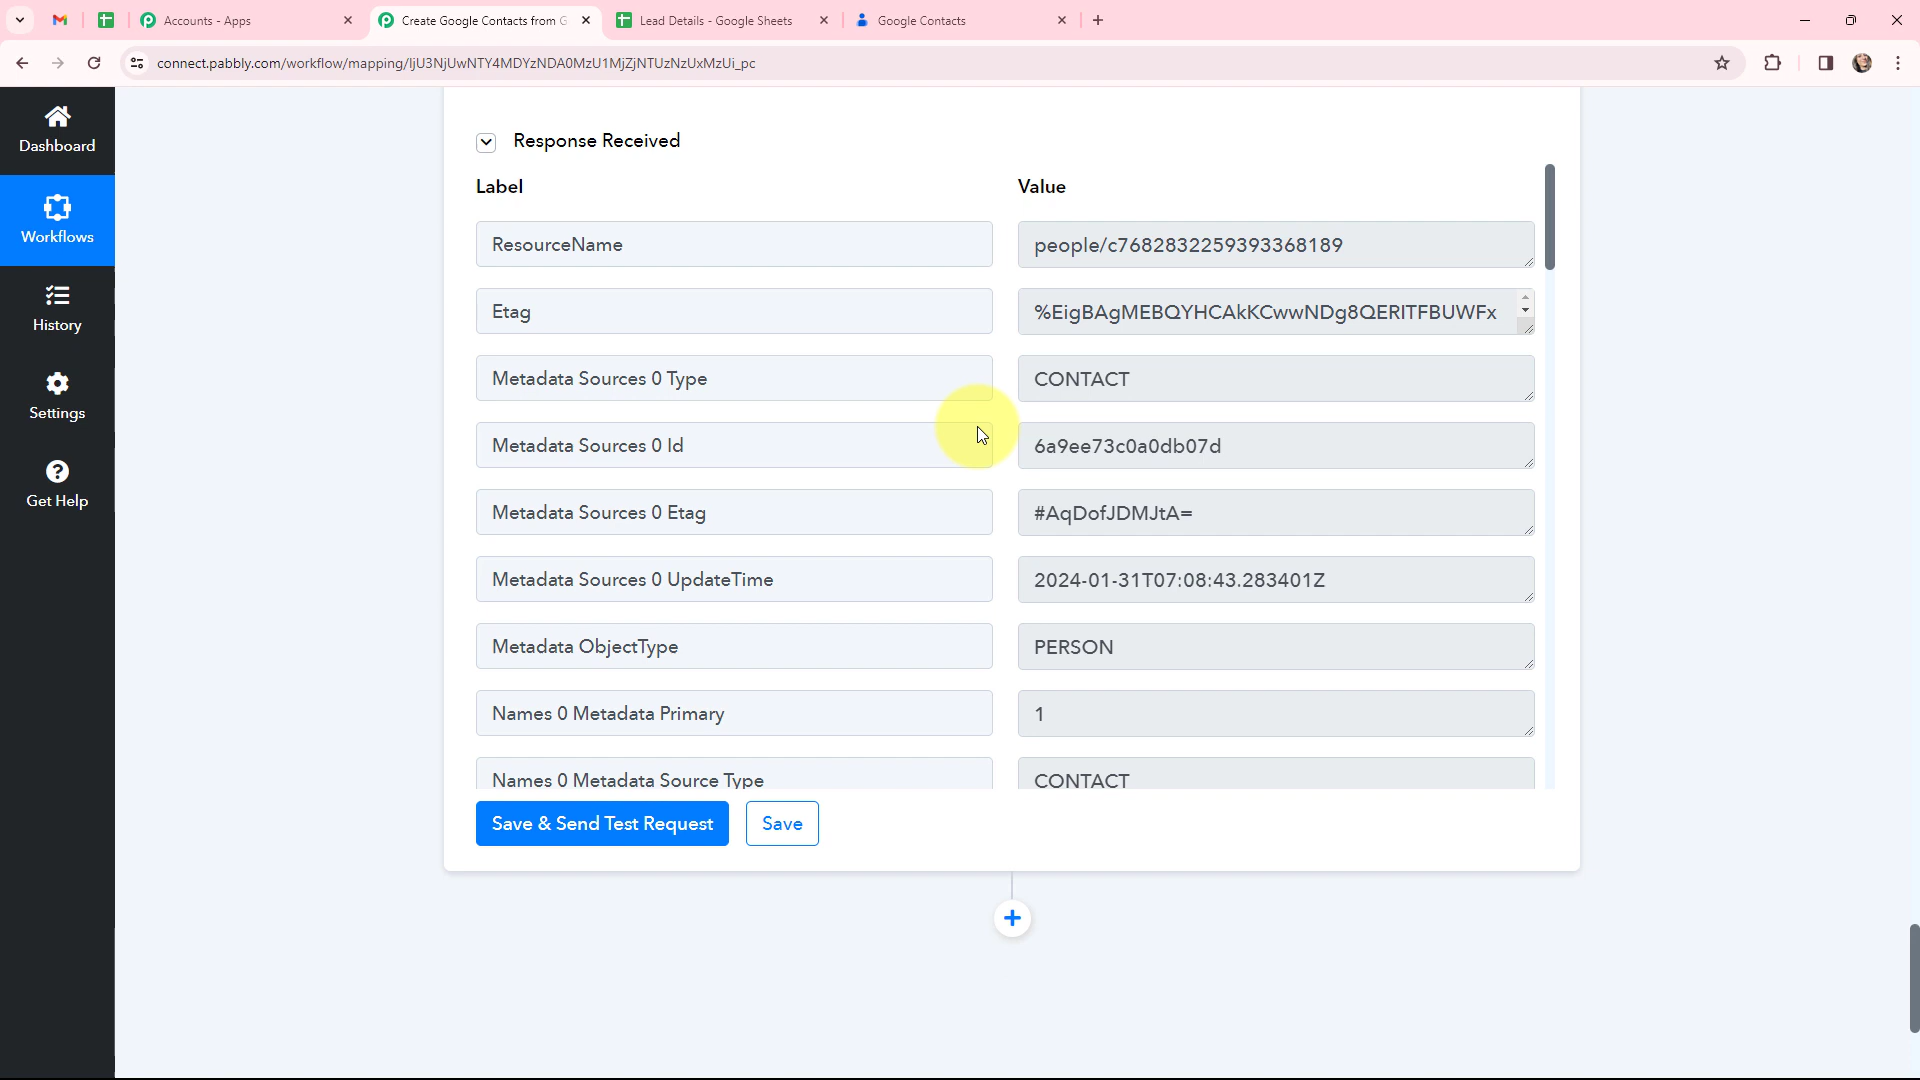 Accounts - Apps
Create Google Contacts from G
Lead Details - Google Sheets
Google Contacts
connect.pabbly.com/workflow/mapping/IjU3NjUwNTY4MDYzNDA0MzU1MjZjNTUzNzUxMzUi_pc
Dashboard
Workflows
History
Settings
Get Help
Response Received
Label Value
ResourceName people/c7682832259393368189
Etag %EigBAgMEBQYHCAkKCwwNDg8QERITFBUWFx
Metadata Sources 0 Type CONTACT
Metadata Sources 0 Id 6a9ee73c0a0db07d
Metadata Sources 0 Etag #AqDofJDMJtA=
Metadata Sources 0 UpdateTime 2024-01-31T07:08:43.283401Z
Metadata ObjectType PERSON
Names 0 Metadata Primary 1
Names 0 Metadata Source Type CONTACT
Save & Send Test Request Save